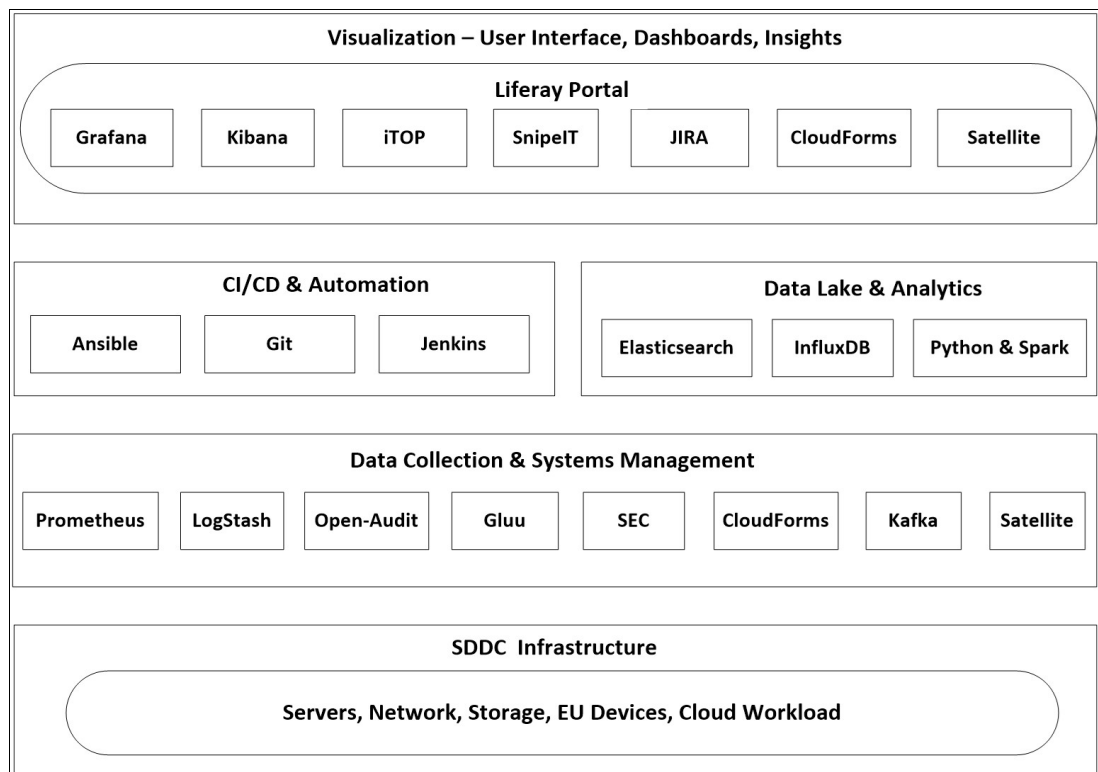 Visualization – User Interface, Dashboards, Insights
Liferay Portal
Grafana
Kibana
iTOP
SnipeIT
JIRA
CloudForms
Satellite
CI/CD & Automation
Ansible
Git
Jenkins
Data Lake & Analytics
Elasticsearch
InfluxDB
Python & Spark
Data Collection & Systems Management
Prometheus
LogStash
Open-Audit
Gluu
SEC
CloudForms
Kafka
Satellite
SDDC Infrastructure
Servers, Network, Storage, EU Devices, Cloud Workload